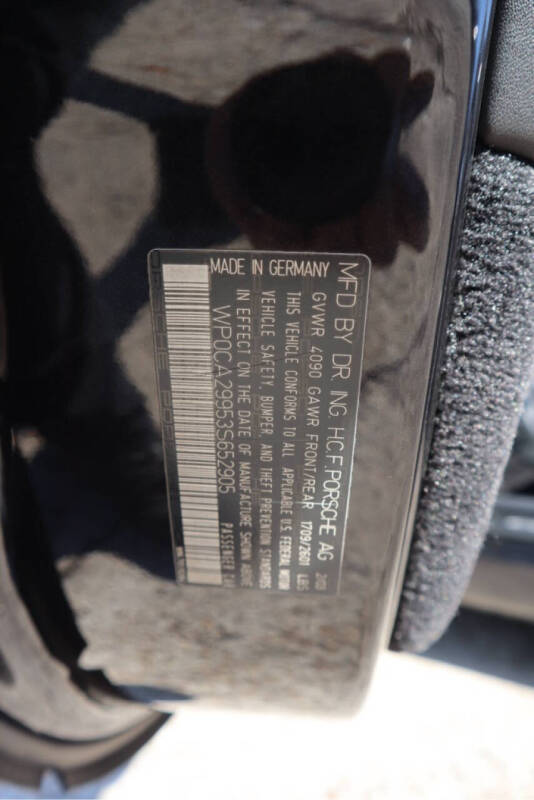 MFD BY DR. ING. H.C.F. PORSCHE AG
GVWR 4090 GAWR FRONT/REAR 1709/2601 LBS
THIS VEHICLE CONFORMS TO ALL APPLICABLE U.S. FEDERAL MOTOR
VEHICLE SAFETY, BUMPER, AND THEFT PREVENTION STANDARDS
IN EFFECT ON THE DATE OF MANUFACTURE SHOWN ABOVE
MADE IN GERMANY
WP0CA29953S652905
PASSENGER CAR